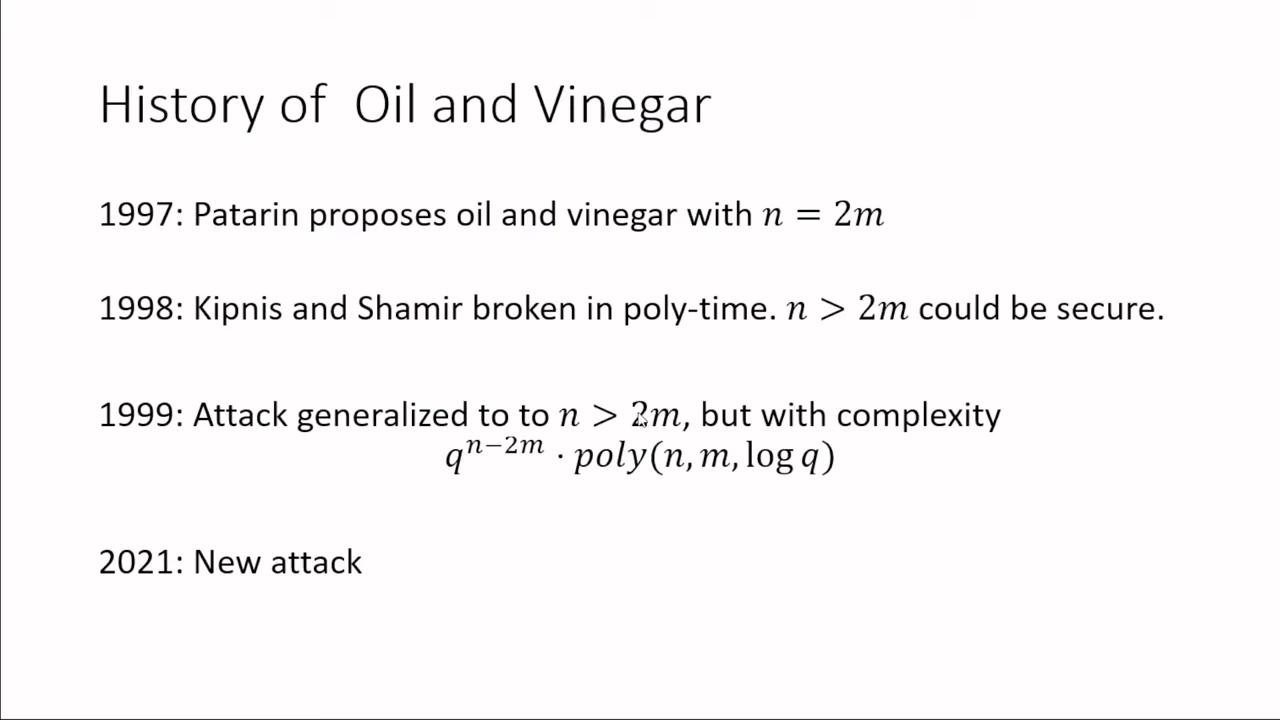 History of Oil and Vinegar
1997: Patarin proposes oil and vinegar with n = 2m
1998: Kipnis and Shamir broken in poly-time. n > 2m could be secure.
1999: Attack generalized to to n > 2m, but with complexity
q^{n−2m} · poly(n, m, log q)
2021: New attack